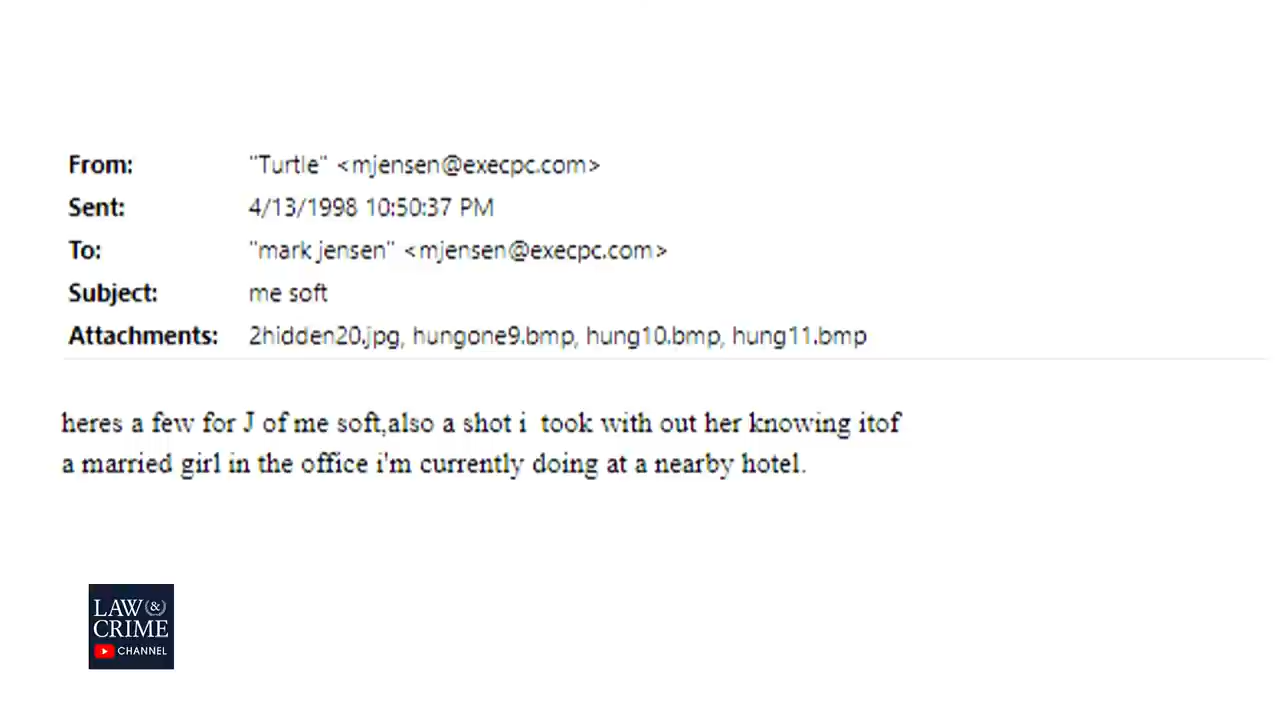 From: "Turtle" <mjensen@execpc.com>
Sent: 4/13/1998 10:50:37 PM
To: "mark jensen" <mjensen@execpc.com>
Subject: me soft
Attachments: 2hidden20.jpg, hungone9.bmp, hung10.bmp, hung11.bmp
heres a few for J of me soft,also a shot i took with out her knowing itof
a married girl in the office i'm currently doing at a nearby hotel.
LAW &
CRIME
CHANNEL